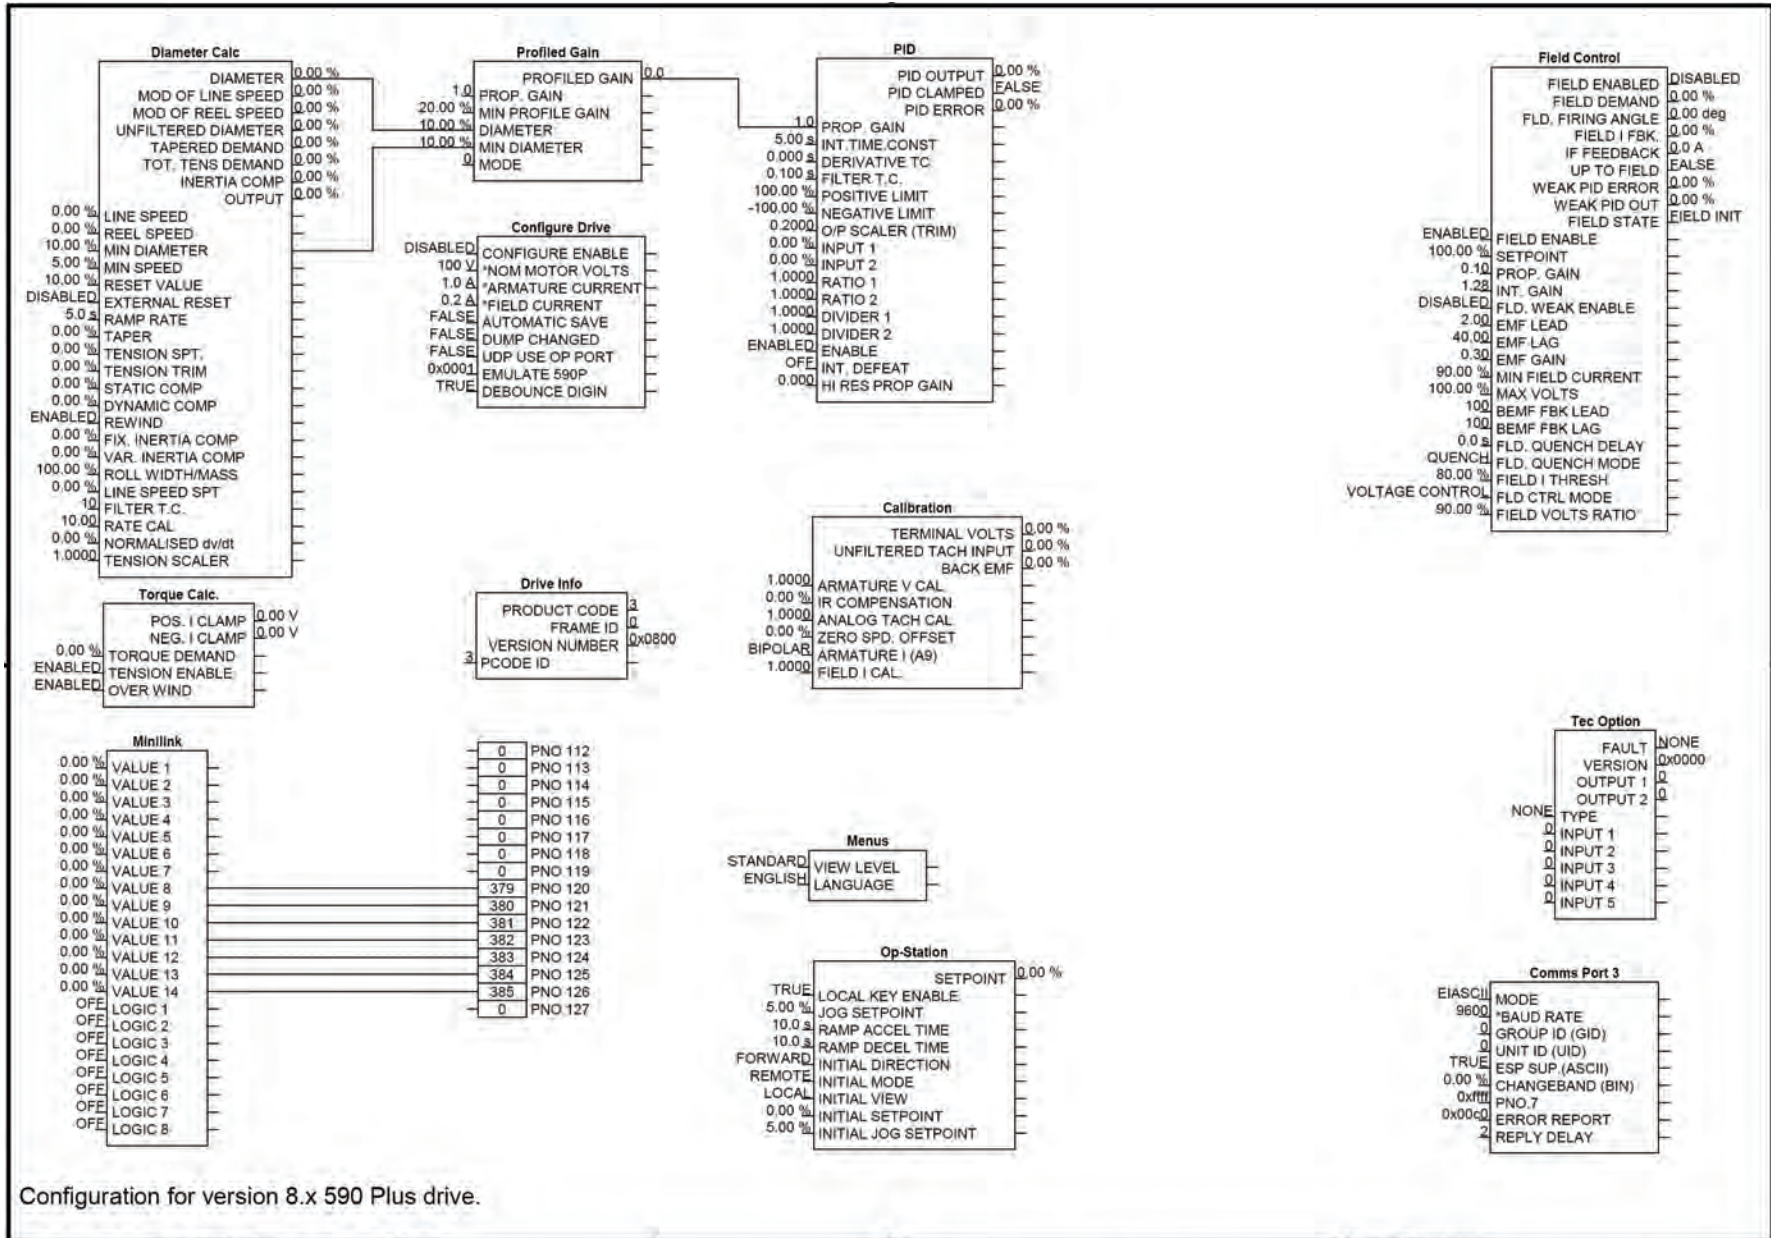 Diameter Calc
DIAMETER 0.00 %
MOD OF LINE SPEED 0.00 %
MOD OF REEL SPEED 0.00 %
UNFILTERED DIAMETER 0.00 %
TAPERED DEMAND 0.00 %
TOT. TENS DEMAND 0.00 %
INERTIA COMP 0.00 %
OUTPUT 0.00 %
0.00 % LINE SPEED
0.00 % REEL SPEED
10.00 % MIN DIAMETER
5.00 % MIN SPEED
10.00 % RESET VALUE
DISABLED EXTERNAL RESET
5.0 s RAMP RATE
0.00 % TAPER
0.00 % TENSION SPT.
0.00 % TENSION TRIM
0.00 % STATIC COMP
0.00 % DYNAMIC COMP
ENABLED REWIND
0.00 % FIX. INERTIA COMP
0.00 % VAR. INERTIA COMP
100.00 % ROLL WIDTH/MASS
0.00 % LINE SPEED SPT
10 FILTER T.C.
10.00 RATE CAL
0.00 % NORMALISED dv/dt
1.0000 TENSION SCALER
Profiled Gain
PROFILED GAIN 0.0
1.0 PROP. GAIN
20.00 % MIN PROFILE GAIN
10.00 % DIAMETER
10.00 % MIN DIAMETER
0 MODE
Configure Drive
DISABLED CONFIGURE ENABLE
100 V *NOM MOTOR VOLTS
1.0 A *ARMATURE CURRENT
0.2 A *FIELD CURRENT
FALSE AUTOMATIC SAVE
FALSE DUMP CHANGED
FALSE UDP USE OP PORT
0x0001 EMULATE 590P
TRUE DEBOUNCE DIGIN
PID
PID OUTPUT 0.00 %
PID CLAMPED FALSE
PID ERROR 0.00 %
1.0 PROP. GAIN
5.00 s INT.TIME.CONST
0.000 s DERIVATIVE TC
0.100 s FILTER T.C.
100.00 % POSITIVE LIMIT
-100.00 % NEGATIVE LIMIT
0.2000 O/P SCALER (TRIM)
0.00 % INPUT 1
0.00 % INPUT 2
1.0000 RATIO 1
1.0000 RATIO 2
1.0000 DIVIDER 1
1.0000 DIVIDER 2
ENABLED ENABLE
OFF INT. DEFEAT
0.000 HI RES PROP GAIN
Field Control
FIELD ENABLED DISABLED
FIELD DEMAND 0.00 %
FLD. FIRING ANGLE 0.00 deg
FIELD I FBK. 0.00 %
IF FEEDBACK 0.0 A
UP TO FIELD FALSE
WEAK PID ERROR 0.00 %
WEAK PID OUT 0.00 %
FIELD STATE FIELD INIT
ENABLED FIELD ENABLE
100.00 % SETPOINT
0.10 PROP. GAIN
1.28 INT. GAIN
DISABLED FLD. WEAK ENABLE
2.00 EMF LEAD
40.00 EMF LAG
0.30 EMF GAIN
90.00 % MIN FIELD CURRENT
100.00 % MAX VOLTS
100 BEMF FBK LEAD
100 BEMF FBK LAG
0.0 s FLD. QUENCH DELAY
QUENCH FLD. QUENCH MODE
80.00 % FIELD I THRESH
VOLTAGE CONTROL FLD CTRL MODE
90.00 % FIELD VOLTS RATIO
Torque Calc.
POS. I CLAMP 0.00 V
NEG. I CLAMP 0.00 V
0.00 % TORQUE DEMAND
ENABLED TENSION ENABLE
ENABLED OVER WIND
Drive Info
PRODUCT CODE 3
FRAME ID 0
VERSION NUMBER 0x0800
3 PCODE ID
Calibration
TERMINAL VOLTS 0.00 %
UNFILTERED TACH INPUT 0.00 %
BACK EMF 0.00 %
1.0000 ARMATURE V CAL
0.00 % IR COMPENSATION
1.0000 ANALOG TACH CAL
0.00 % ZERO SPD. OFFSET
BIPOLAR ARMATURE I (A9)
1.0000 FIELD I CAL.
Minilink
0.00 % VALUE 1
0.00 % VALUE 2
0.00 % VALUE 3
0.00 % VALUE 4
0.00 % VALUE 5
0.00 % VALUE 6
0.00 % VALUE 7
0.00 % VALUE 8
0.00 % VALUE 9
0.00 % VALUE 10
0.00 % VALUE 11
0.00 % VALUE 12
0.00 % VALUE 13
0.00 % VALUE 14
OFF LOGIC 1
OFF LOGIC 2
OFF LOGIC 3
OFF LOGIC 4
OFF LOGIC 5
OFF LOGIC 6
OFF LOGIC 7
OFF LOGIC 8
0 PNO 112
0 PNO 113
0 PNO 114
0 PNO 115
0 PNO 116
0 PNO 117
0 PNO 118
0 PNO 119
379 PNO 120
380 PNO 121
381 PNO 122
382 PNO 123
383 PNO 124
384 PNO 125
385 PNO 126
0 PNO 127
Menus
STANDARD VIEW LEVEL
ENGLISH LANGUAGE
Op-Station
SETPOINT 0.00 %
TRUE LOCAL KEY ENABLE
5.00 % JOG SETPOINT
10.0 s RAMP ACCEL TIME
10.0 s RAMP DECEL TIME
FORWARD INITIAL DIRECTION
REMOTE INITIAL MODE
LOCAL INITIAL VIEW
0.00 % INITIAL SETPOINT
5.00 % INITIAL JOG SETPOINT
Tec Option
FAULT NONE
VERSION 0x0000
OUTPUT 1 0
OUTPUT 2 0
NONE TYPE
0 INPUT 1
0 INPUT 2
0 INPUT 3
0 INPUT 4
0 INPUT 5
Comms Port 3
EIASCII MODE
9600 *BAUD RATE
0 GROUP ID (GID)
0 UNIT ID (UID)
TRUE ESP SUP.(ASCII)
0.00 % CHANGEBAND (BIN)
0xffff PNO.7
0x00c0 ERROR REPORT
2 REPLY DELAY
Configuration for version 8.x 590 Plus drive.